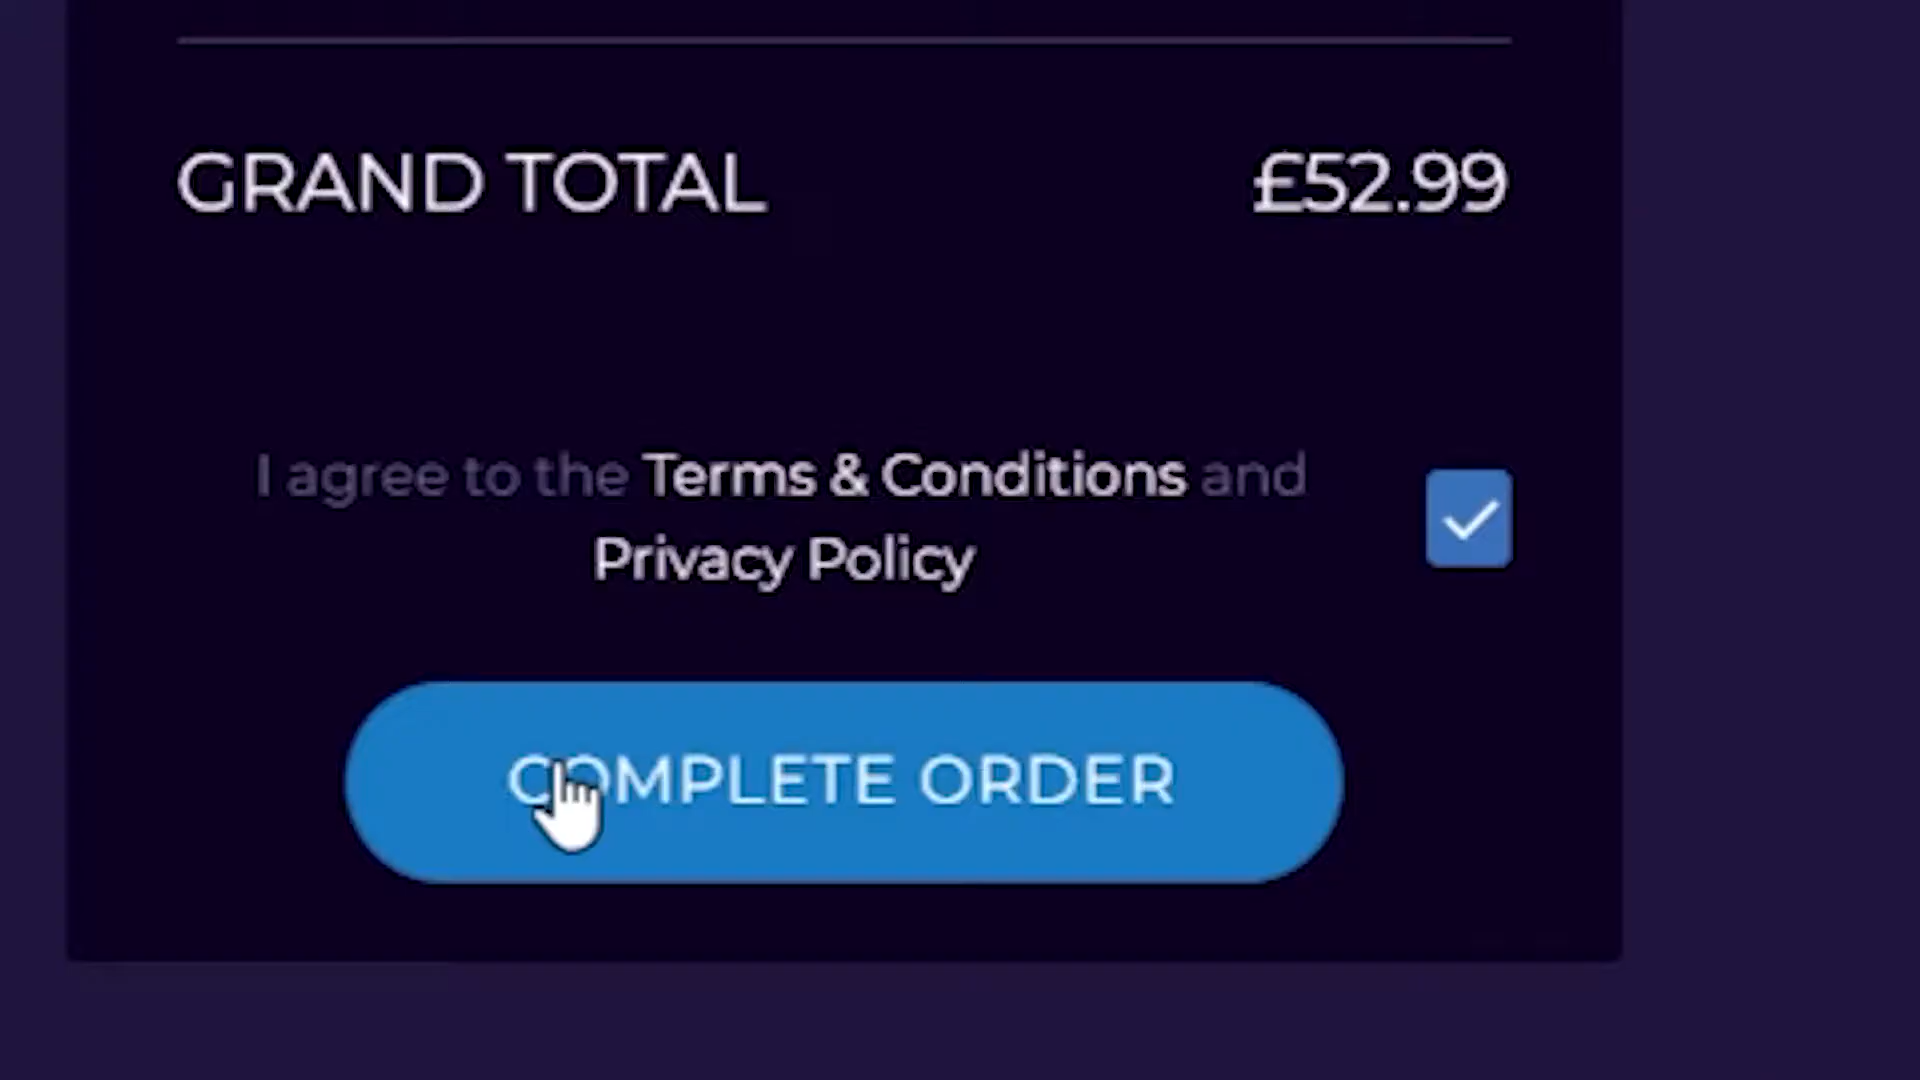 GRAND TOTAL £52.99
I agree to the Terms & Conditions and
Privacy Policy
COMPLETE ORDER